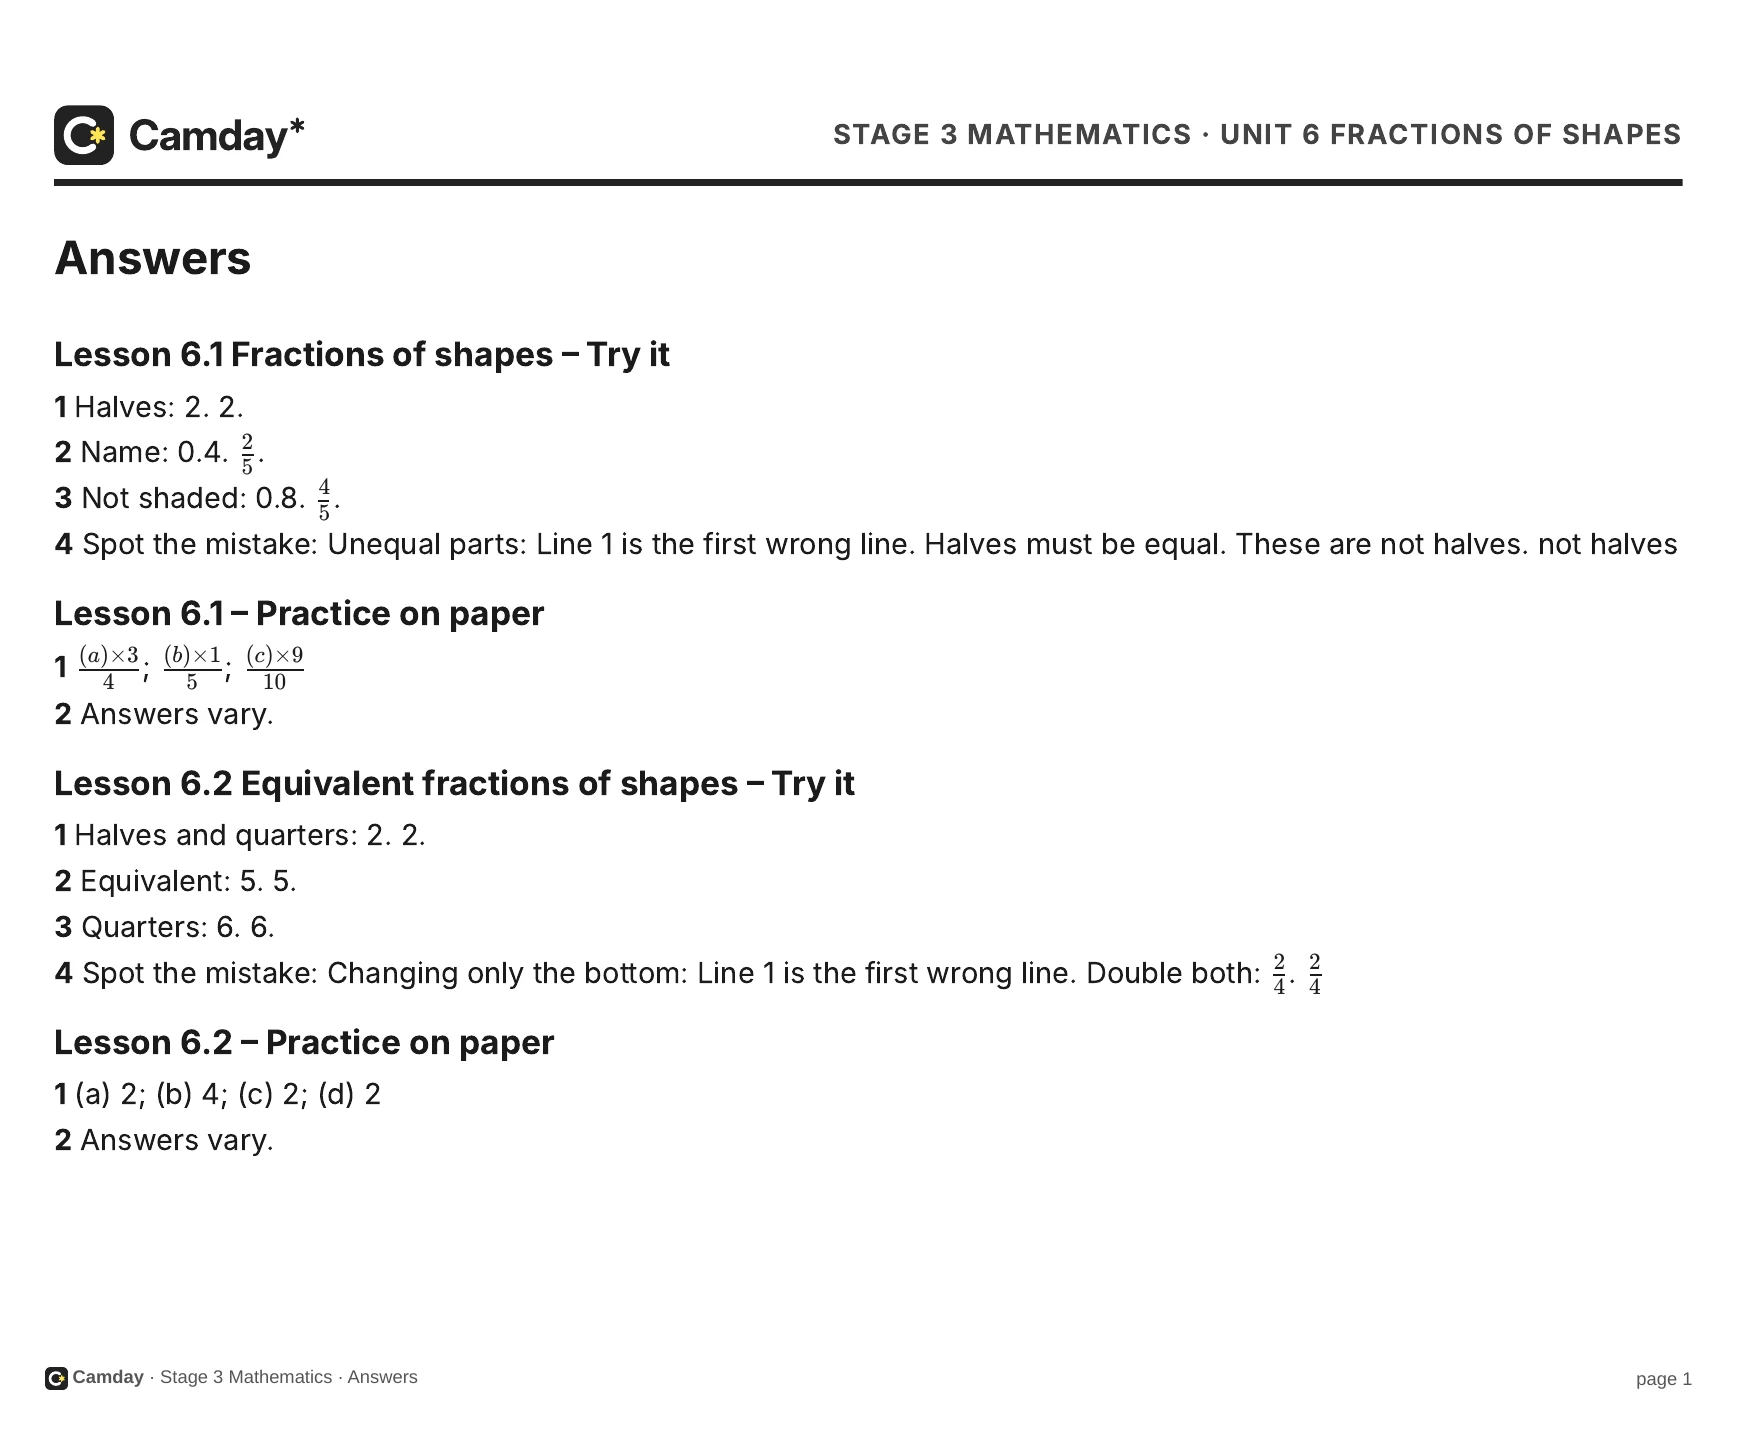 Camday*
STAGE 3 MATHEMATICS · UNIT 6 FRACTIONS OF SHAPES
Answers
Lesson 6.1 Fractions of shapes – Try it
1 Halves: 2. 2.
2 Name: 0.4. 2/5.
3 Not shaded: 0.8. 4/5.
4 Spot the mistake: Unequal parts: Line 1 is the first wrong line. Halves must be equal. These are not halves. not halves
Lesson 6.1 – Practice on paper
1 (a)×3/4; (b)×1/5; (c)×9/10
2 Answers vary.
Lesson 6.2 Equivalent fractions of shapes – Try it
1 Halves and quarters: 2. 2.
2 Equivalent: 5. 5.
3 Quarters: 6. 6.
4 Spot the mistake: Changing only the bottom: Line 1 is the first wrong line. Double both: 2/4. 2/4
Lesson 6.2 – Practice on paper
1 (a) 2; (b) 4; (c) 2; (d) 2
2 Answers vary.
Camday · Stage 3 Mathematics · Answers
page 1